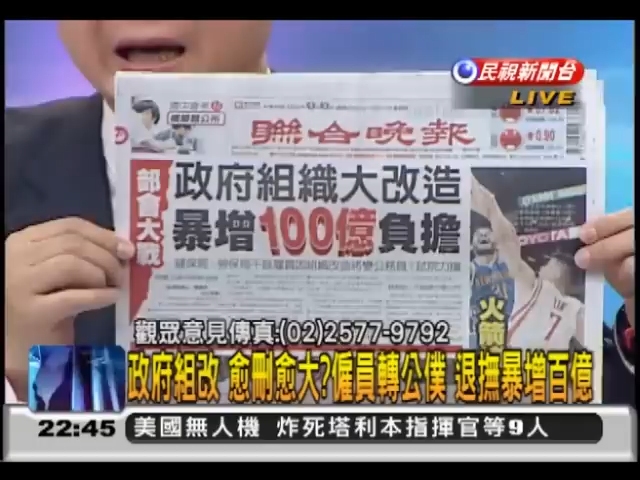 民視新聞台
LIVE
聯合晚報
0.90
部會大戰
政府組織大改造
暴增100億負擔
火箭
7
觀眾意見傳真:(02)2577-9792
政府組改 愈刪愈大?僱員轉公僕 退撫暴增百億
22:45
美國無人機 炸死塔利本指揮官等9人